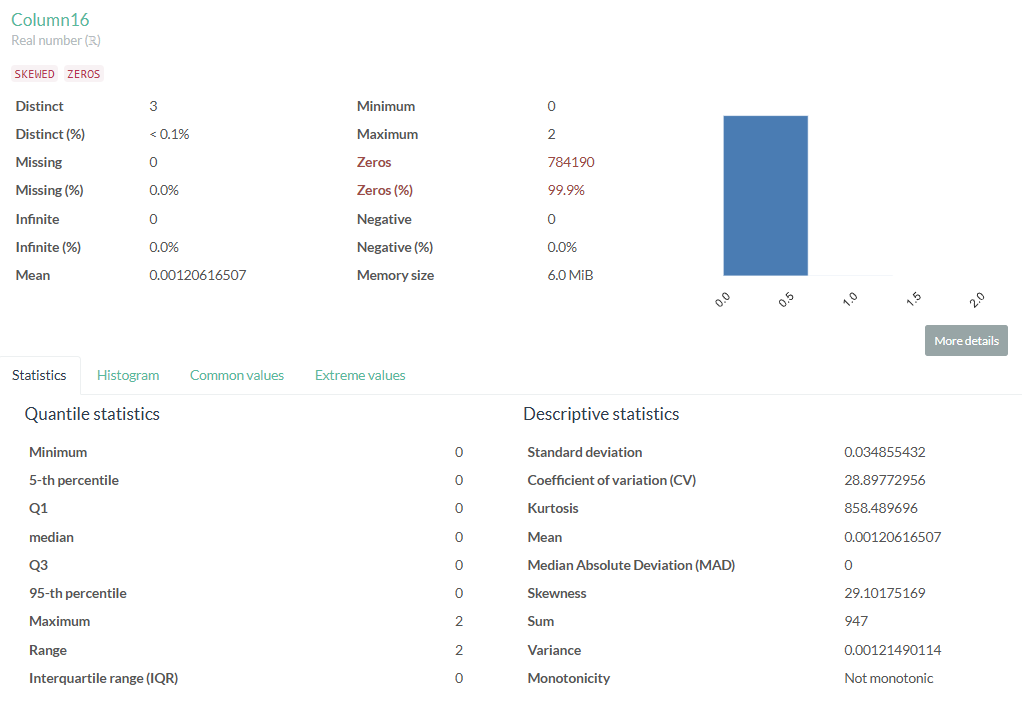 Column16
Real number (ℝ)
SKEWED ZEROS
Distinct 3
Distinct (%) < 0.1%
Missing 0
Missing (%) 0.0%
Infinite 0
Infinite (%) 0.0%
Mean 0.00120616507
Minimum 0
Maximum 2
Zeros 784190
Zeros (%) 99.9%
Negative 0
Negative (%) 0.0%
Memory size 6.0 MiB
0.0 0.5 1.0 1.5 2.0
More details
Statistics Histogram Common values Extreme values
Quantile statistics
Minimum 0
5-th percentile 0
Q1 0
median 0
Q3 0
95-th percentile 0
Maximum 2
Range 2
Interquartile range (IQR) 0
Descriptive statistics
Standard deviation 0.034855432
Coefficient of variation (CV) 28.89772956
Kurtosis 858.489696
Mean 0.00120616507
Median Absolute Deviation (MAD) 0
Skewness 29.10175169
Sum 947
Variance 0.00121490114
Monotonicity Not monotonic